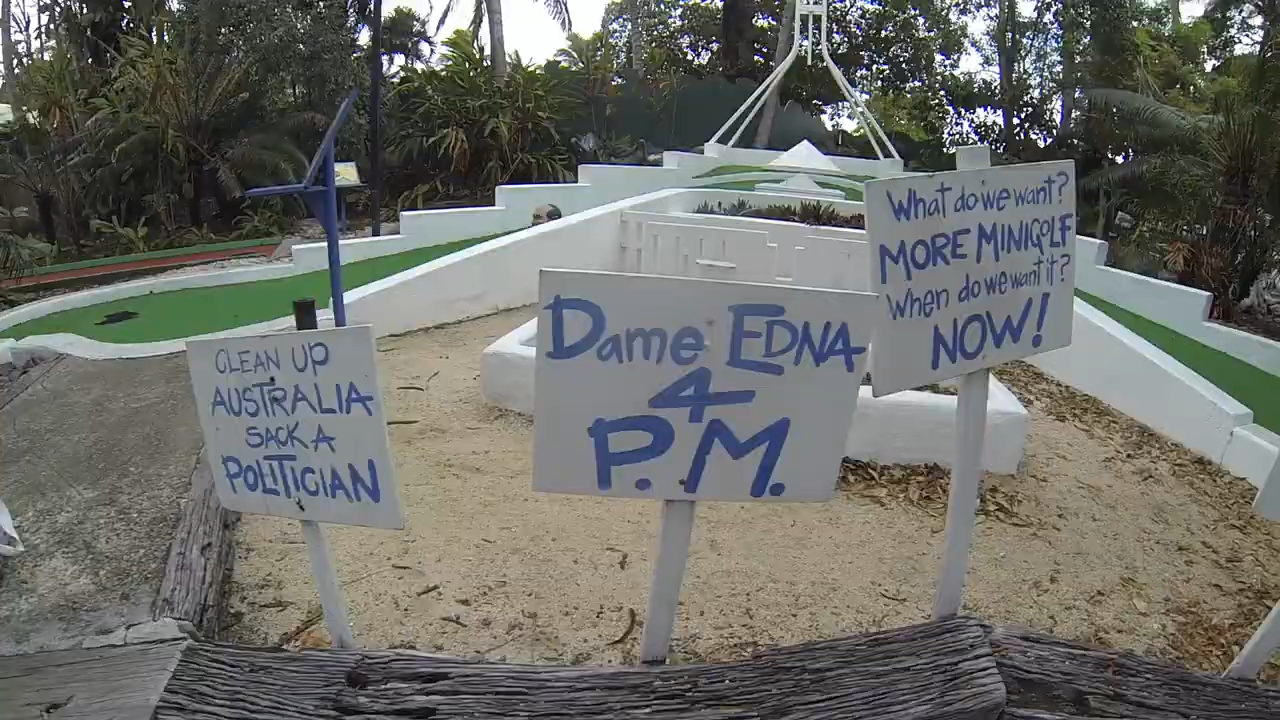 CLEAN UP
AUSTRALIA
SACK A
POLITICIAN
Dame EDNA
4
P.M.
What do we want?
MORE MINIGOLF
When do we want it?
NOW!